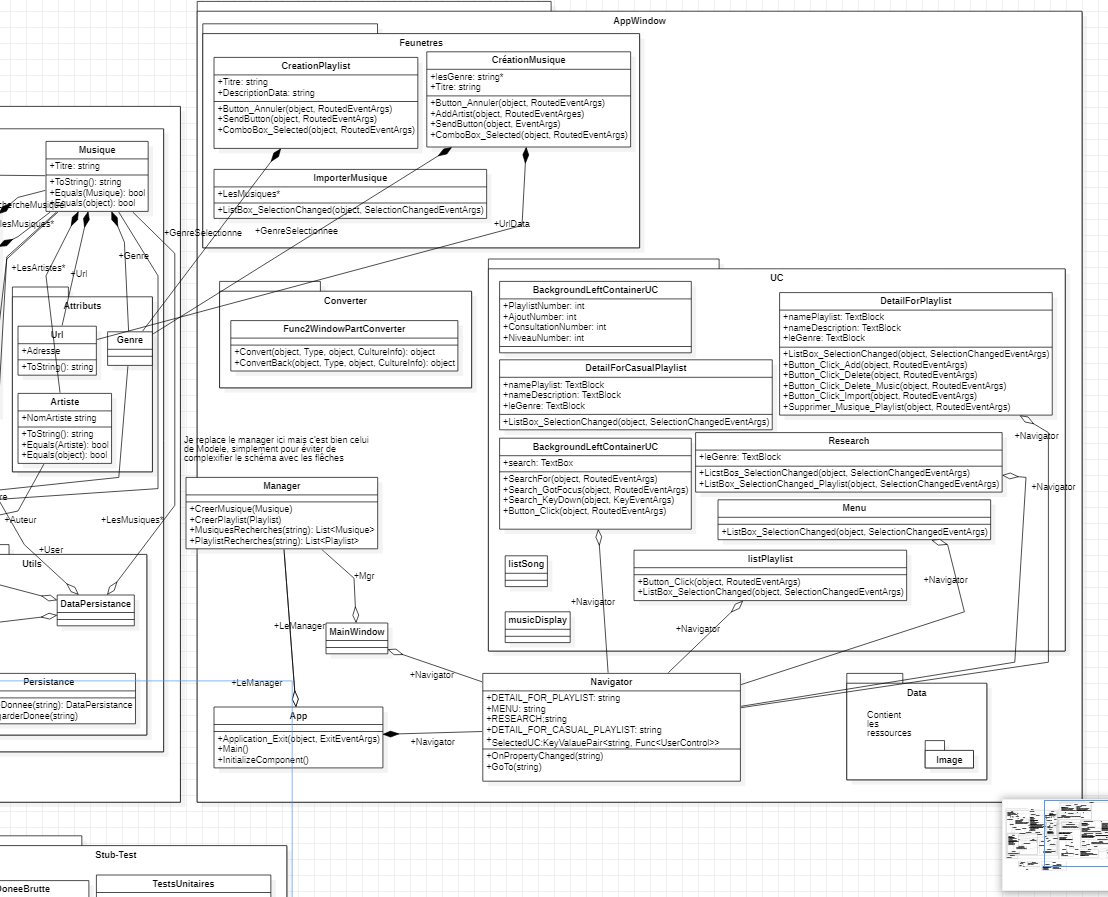 AppWindow
Feunetres
CreationPlaylist
+Titre: string
+DescriptionData: string
+Button_Annuler(object, RoutedEventArgs)
+SendButton(object, RoutedEventArgs)
+ComboBox_Selected(object, RoutedEventArgs)
CréationMusique
+lesGenre: string*
+Titre: string
+Button_Annuler(object, RoutedEventArgs)
+AddArtist(object, RoutedEventArges)
+SendButton(object, EventArgs)
+ComboBox_Selected(object, RoutedEventArgs)
ImporterMusique
+LesMusiques*
+ListBox_SelectionChanged(object, SelectionChangedEventArgs)
+GenreSelectionne
+GenreSelectionnee
+UrlData
Musique
+Titre: string
+ToString(): string
+Equals(Musique): bool
+Equals(object): bool
lesMusiques*
+LesArtistes*
+Url
+Genre
Attributs
Url
+Adresse
+ToString(): string
Genre
Artiste
+NomArtiste string
+ToString(): string
+Equals(Artiste): bool
+Equals(object): bool
+Auteur
+LesMusiques*
+User
Utils
DataPersistance
Persistance
Donnee(string): DataPersistance
garderDonee(string)
Converter
Func2WindowPartConverter
+Convert(object, Type, object, CultureInfo): object
+ConvertBack(object, Type, object, CultureInfo): object
Je replace le manager ici mais c'est bien celui
de Modele, simplement pour éviter de
complexifier le schéma avec les flèches
Manager
+CreerMusique(Musique)
+CreerPlaylist(Playlist)
+MusiquesRecherches(string): List<Musique>
+PlaylistRecherches(string): List<Playlist>
+Mgr
+LeManager
MainWindow
+LeManager
+Navigator
App
+Application_Exit(object, ExitEventArgs)
+Main()
+InitializeComponent()
+Navigator
UC
BackgroundLeftContainerUC
+PlaylistNumber: int
+AjoutNumber: int
+ConsultationNumber: int
+NiveauNumber: int
DetailForPlaylist
+namePlaylist: TextBlock
+nameDescription: TextBlock
+leGenre: TextBlock
+ListBox_SelectionChanged(object, SelectionChangedEventArgs)
+Button_Click_Add(object, RoutedEventArgs)
+Button_Click_Delete(object, RoutedEventArgs)
+Button_Click_Delete_Music(object, RoutedEventArgs)
+Button_Click_Import(object, RoutedEventArgs)
+Supprimer_Musique_Playlist(object, RoutedEventArgs)
DetailForCasualPlaylist
+namePlaylist: TextBlock
+nameDescription: TextBlock
+leGenre: TextBlock
+ListBox_SelectionChanged(object, SelectionChangedEventArgs)
BackgroundLeftContainerUC
+search: TextBox
+SearchFor(object, RoutedEventArgs)
+Search_GotFocus(object, RoutedEventArgs)
+Search_KeyDown(object, KeyEventArgs)
+Button_Click(object, RoutedEventArgs)
Research
+leGenre: TextBlock
+LicstBos_SelectionChanged(object, SelectionChangedEventArgs)
+ListBox_SelectionChanged_Playlist(object, SelectionChangedEventArgs)
+Navigator
+Navigator
Menu
+ListBox_SelectionChanged(object, SelectionChangedEventArgs)
listPlaylist
+Button_Click(object, RoutedEventArgs)
+ListBox_SelectionChanged(object, SelectionChangedEventArgs)
listSong
musicDisplay
+Navigator
+Navigator
+Navigator
Navigator
+DETAIL_FOR_PLAYLIST: string
+MENU: string
+RESEARCH;string
+DETAIL_FOR_CASUAL_PLAYLIST: string
+SelectedUC:KeyValauePair<string, Func<UserControl>>
+OnPropertyChanged(string)
+GoTo(string)
Data
Contient
les
ressources
Image
Stub-Test
DoneeBrutte
TestsUnitaires